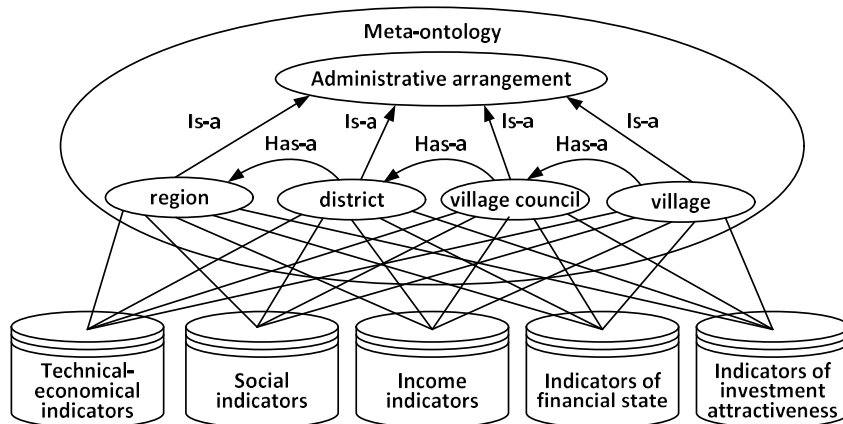 Meta-ontology
Administrative arrangement
Is-a
Is-a
Is-a
Is-a
Has-a
Has-a
Has-a
region
district
village council
village
Technical-
economical
indicators
Social
indicators
Income
indicators
Indicators of
financial state
Indicators of
investment
attractiveness